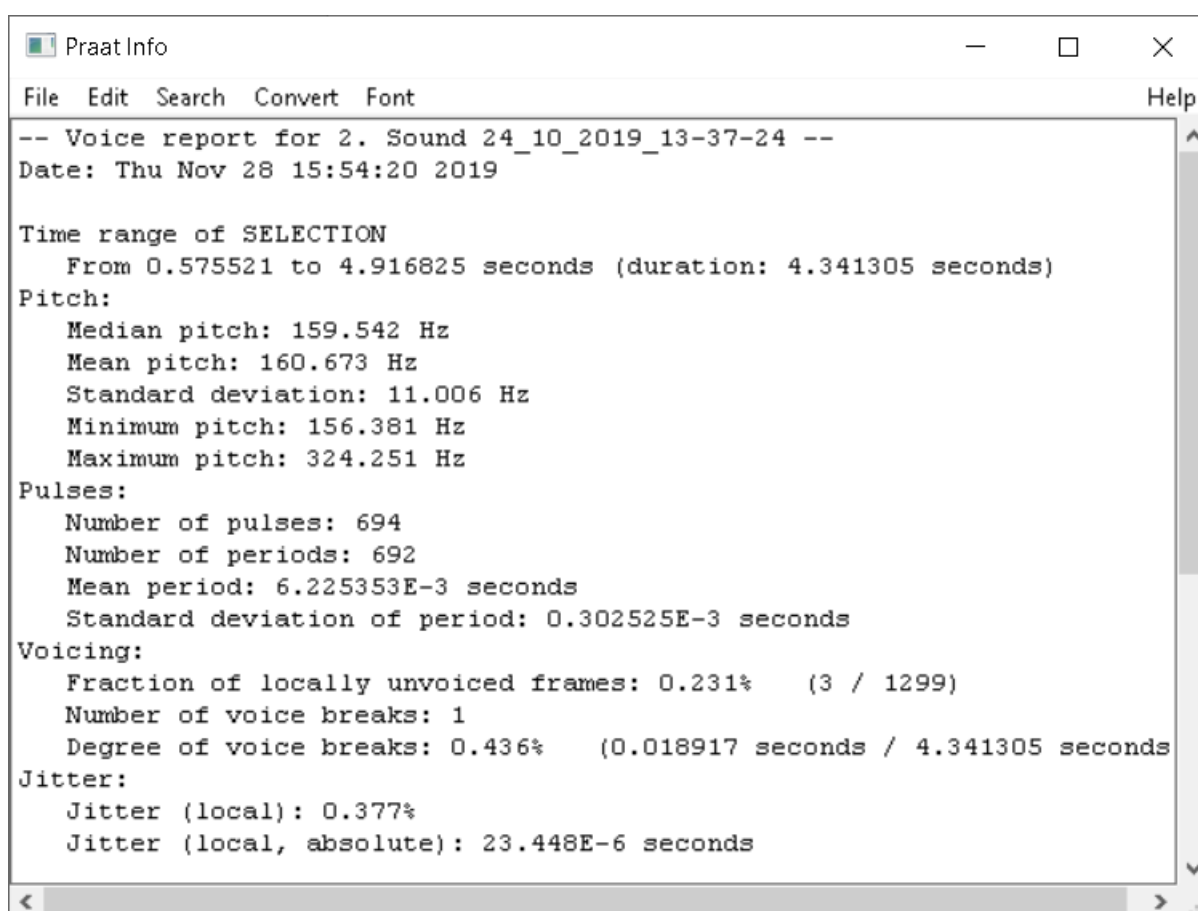 Praat Info
File Edit Search Convert Font Help
-- Voice report for 2. Sound 24_10_2019_13-37-24 --
Date: Thu Nov 28 15:54:20 2019
Time range of SELECTION
From 0.575521 to 4.916825 seconds (duration: 4.341305 seconds)
Pitch:
Median pitch: 159.542 Hz
Mean pitch: 160.673 Hz
Standard deviation: 11.006 Hz
Minimum pitch: 156.381 Hz
Maximum pitch: 324.251 Hz
Pulses:
Number of pulses: 694
Number of periods: 692
Mean period: 6.225353E-3 seconds
Standard deviation of period: 0.302525E-3 seconds
Voicing:
Fraction of locally unvoiced frames: 0.231% (3 / 1299)
Number of voice breaks: 1
Degree of voice breaks: 0.436% (0.018917 seconds / 4.341305 seconds
Jitter:
Jitter (local): 0.377%
Jitter (local, absolute): 23.448E-6 seconds